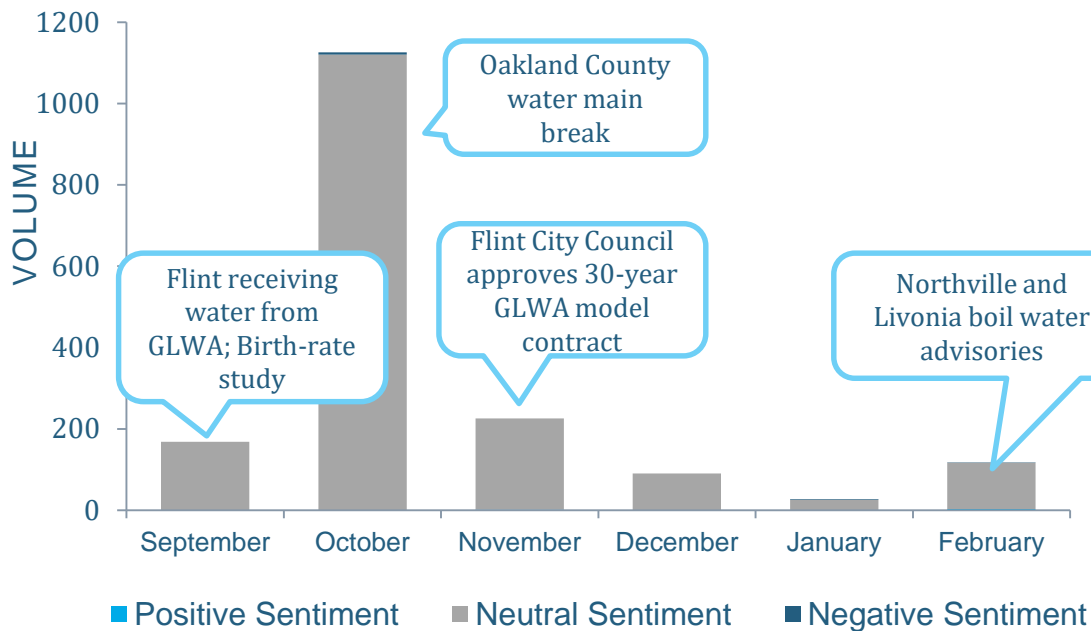 1200
1000
800
600
400
200
0
VOLUME
Oakland County
water main
break
Flint receiving
water from
GLWA; Birth-rate
study
Flint City Council
approves 30-year
GLWA model
contract
Northville and
Livonia boil water
advisories
September
October
November
December
January
February
Positive Sentiment
Neutral Sentiment
Negative Sentiment